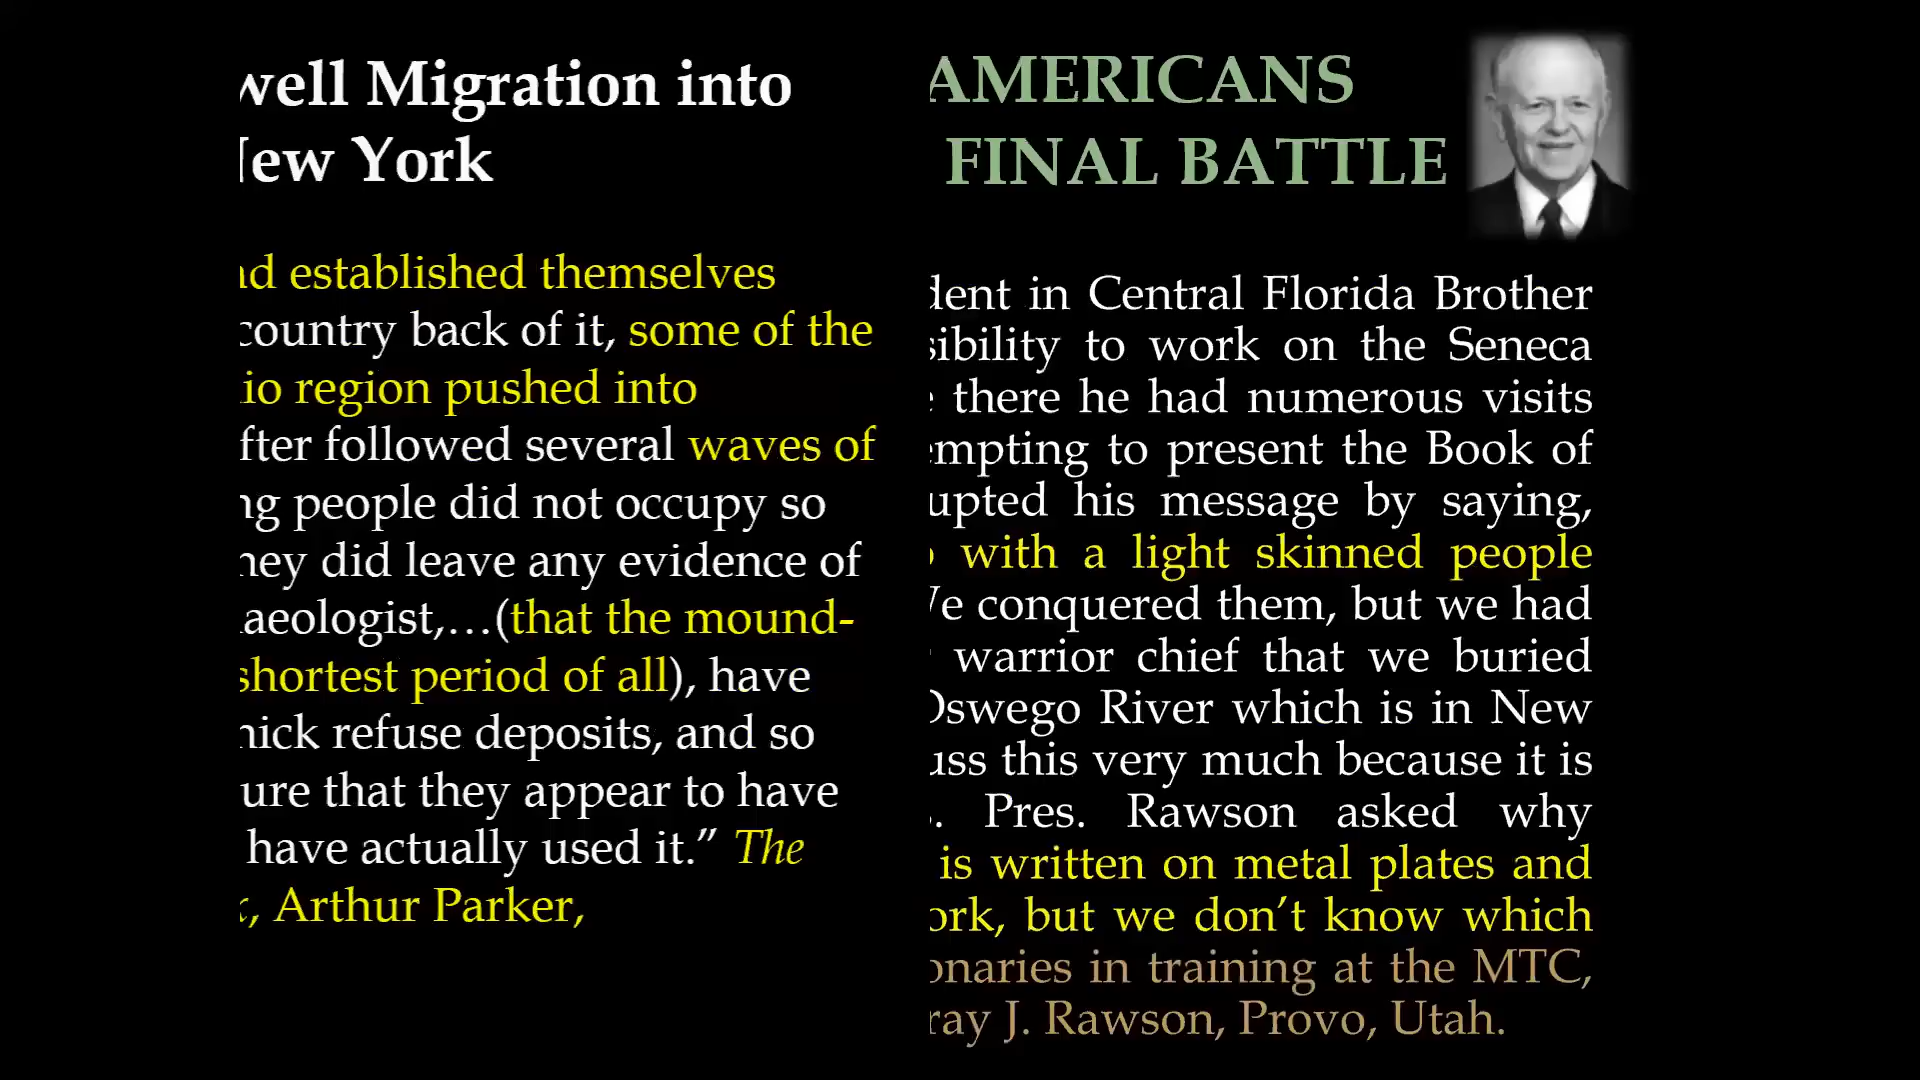 well Migration into
New York
ad established themselves
country back of it, some of the
io region pushed into
fter followed several waves of
ng people did not occupy so
hey did leave any evidence of
aeologist,…(that the mound-
shortest period of all), have
hick refuse deposits, and so
ure that they appear to have
have actually used it.” The
, Arthur Parker,
AMERICANS
FINAL BATTLE
dent in Central Florida Brother
sibility to work on the Seneca
there he had numerous visits
empting to present the Book of
upted his message by saying,
with a light skinned people
We conquered them, but we had
warrior chief that we buried
Oswego River which is in New
uss this very much because it is
. Pres. Rawson asked why
is written on metal plates and
ork, but we don’t know which
onaries in training at the MTC,
ray J. Rawson, Provo, Utah.